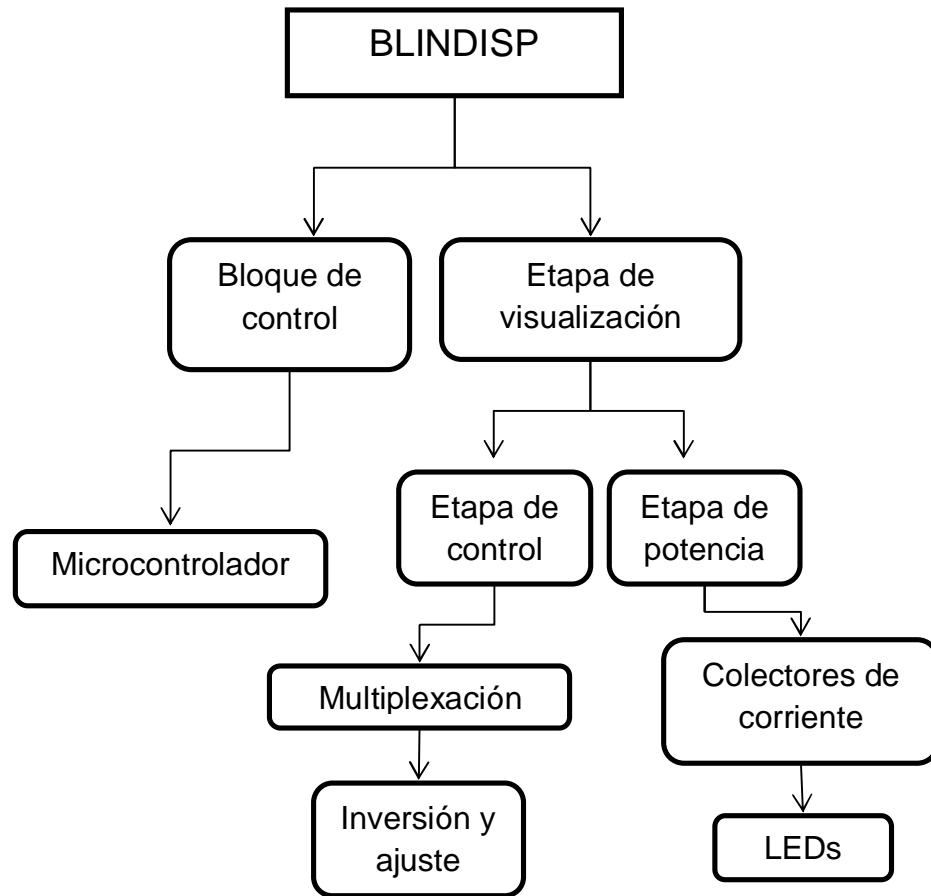 BLINDISP
Bloque de
control
Etapa de
visualización
Microcontrolador
Etapa de
control
Etapa de
potencia
Multiplexación
Colectores de
corriente
Inversión y
ajuste
LEDs